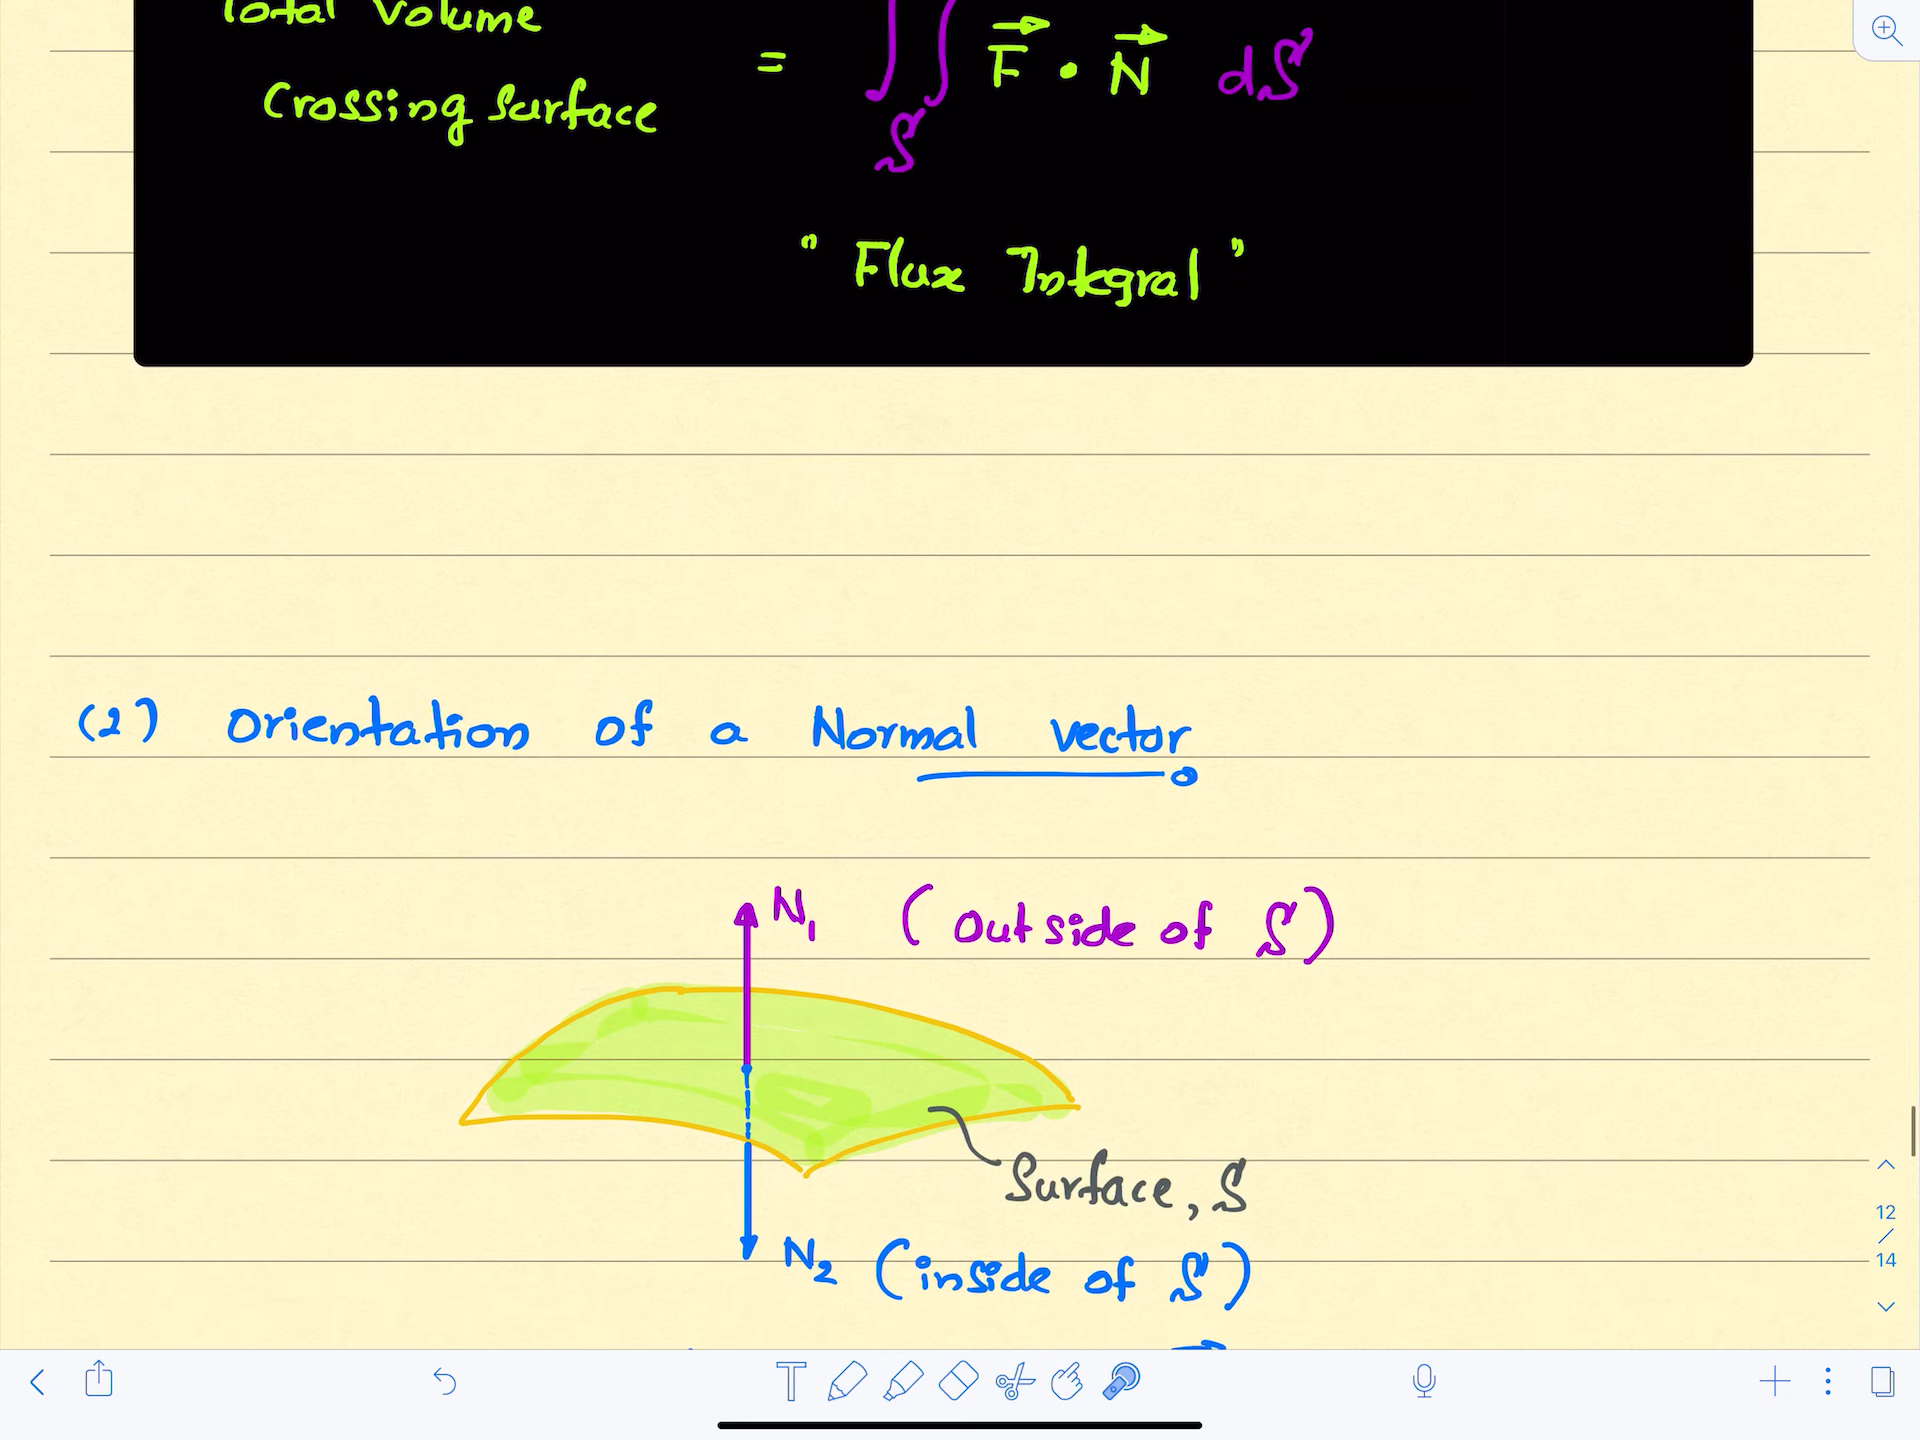 Total Volume
Crossing Surface
= ∬ F⃗ • N⃗ dS
S
" Flux Integral "
(2) Orientation of a Normal vector
N₁ (Outside of S)
Surface, S
N₂ (inside of S)
12
/
14
T